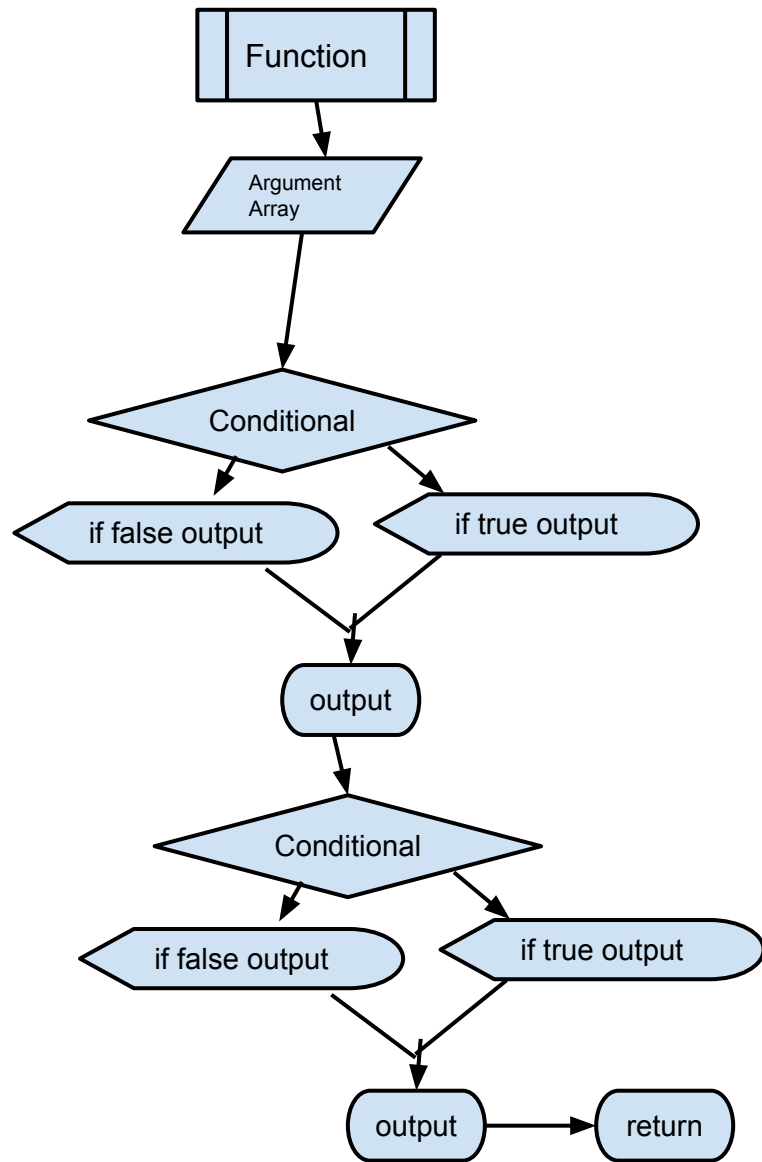 Function
Argument
Array
Conditional
if false output
if true output
output
Conditional
if false output
if true output
output
return